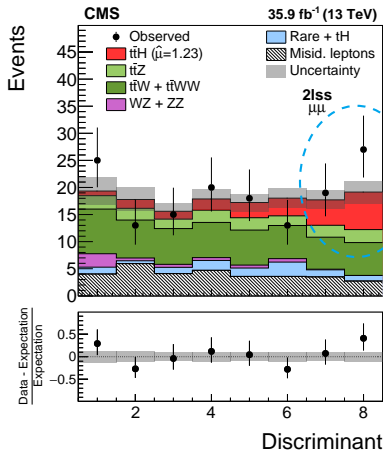 CMS 35.9 fb⁻¹ (13 TeV)
Events
50
45
40
35
30
25
20
15
10
5
0
Observed
tt̄H (μ̂=1.23)
tt̄Z
tt̄W + tt̄WW
WZ + ZZ
Rare + tH
Misid. leptons
Uncertainty
2lss
μμ
Data - Expectation
Expectation
0.5
0
−0.5
2 4 6 8
Discriminant